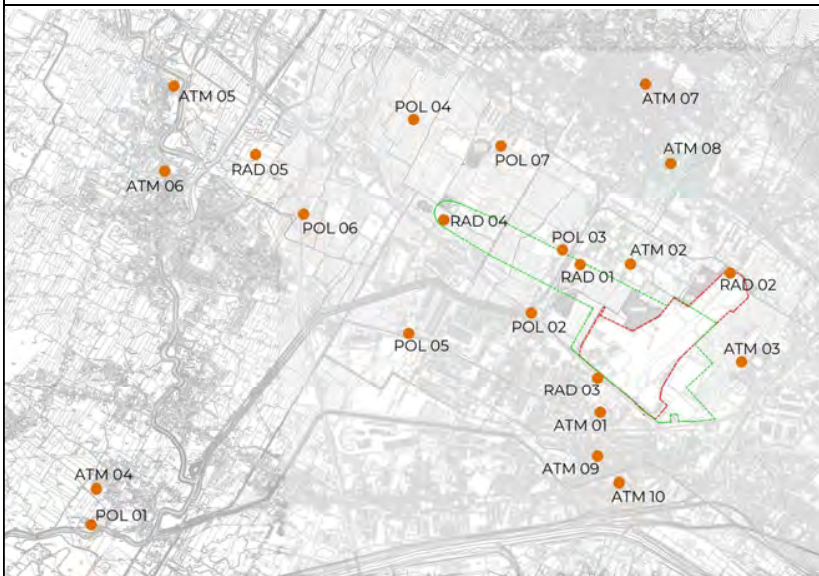 ATM 05
ATM 07
POL 04
POL 07
ATM 08
RAD 05
ATM 06
POL 06
RAD 04
POL 03
ATM 02
RAD 01
RAD 02
POL 02
POL 05
ATM 03
RAD 03
ATM 01
ATM 09
ATM 04
ATM 10
POL 01